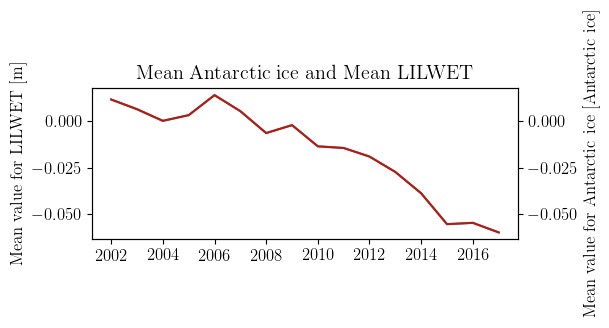 Mean Antarctic ice and Mean LILWET
Mean value for LILWET [m]
0.000
−0.025
−0.050
0.000
−0.025
−0.050
Mean value for Antarctic ice [Antarctic ice]
2002 2004 2006 2008 2010 2012 2014 2016